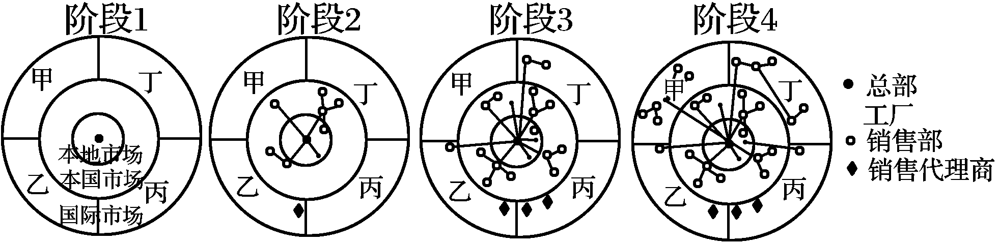 阶段1
阶段2
阶段3
阶段4
甲
丁
本地市场
本国市场
乙
丙
国际市场
甲
丁
乙
丙
甲
丁
乙
丙
甲
丁
乙
丙
总部
工厂
销售部
销售代理商